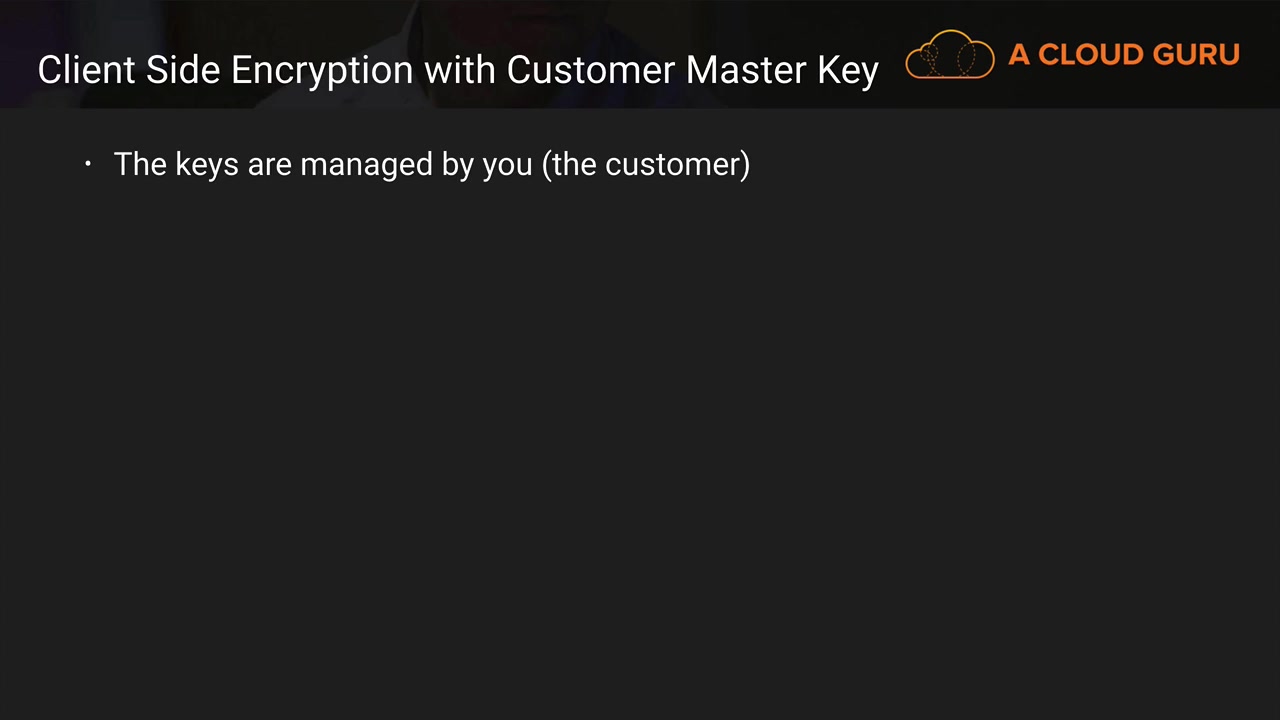 Client Side Encryption with Customer Master Key
A CLOUD GURU
· The keys are managed by you (the customer)